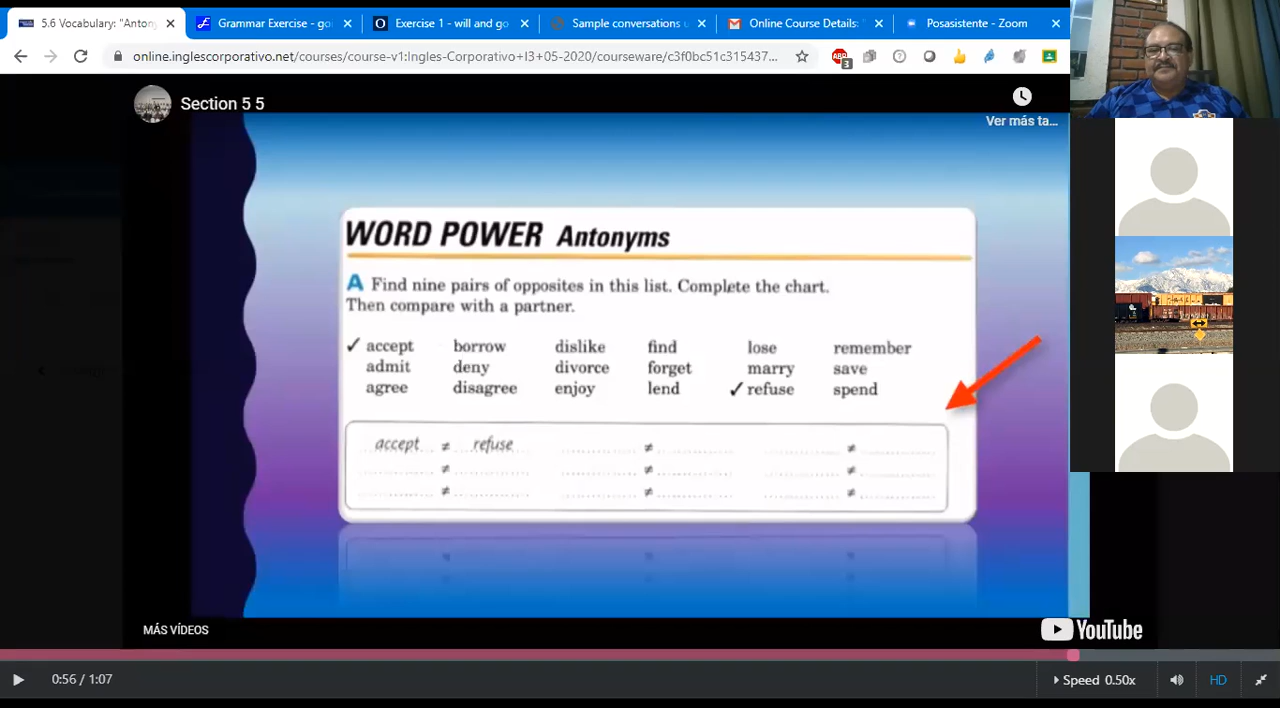 5.6 Vocabulary: "Anton
Grammar Exercise - go
Exercise 1 - will and go
Sample conversations u
Online Course Details:
Posasistente - Zoom
online.inglescorporativo.net/courses/course-v1:Ingles
rativo+I3+05-2020/courseware/c3f0bc51c315437...
ABP
3
Section 5 5
Ver más ta...
WORD POWER Antonyms
A Find nine pairs of opposites in this list. Complete the chart.
Then compare with a partner.
✓ accept borrow dislike find lose remember
admit deny divorce forget marry save
agree disagree enjoy lend ✓ refuse spend
accept ≠ refuse ≠ ≠
≠ ≠ ≠
≠ ≠ ≠
MÁS VÍDEOS
YouTube
0:56 / 1:07
Speed 0.50x
HD